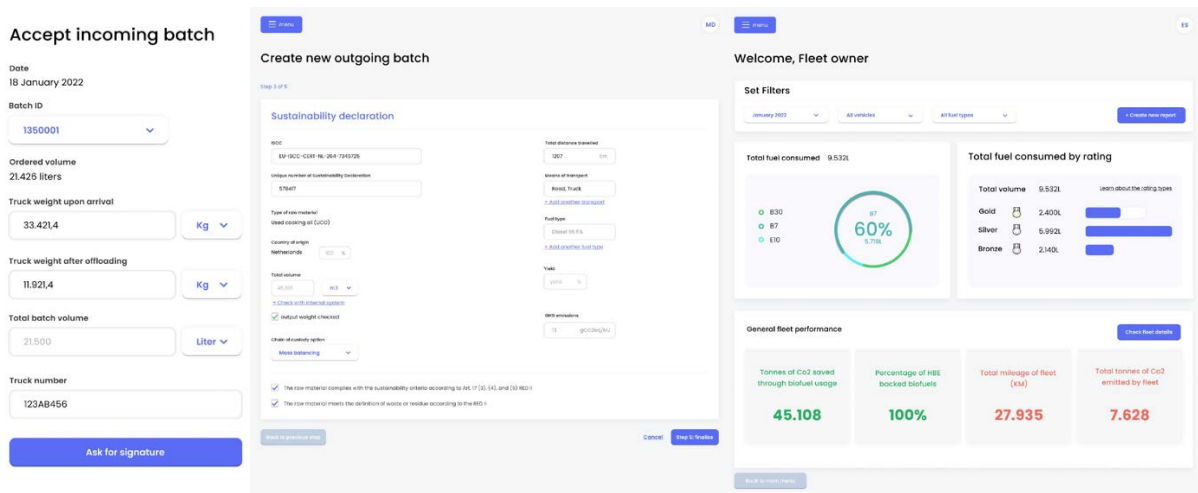 Accept incoming batch
Date
18 January 2022
Batch ID
1350001
Ordered volume
21.426 liters
Truck weight upon arrival
33.421,4
Kg
Truck weight after offloading
11.921,4
Kg
Total batch volume
21.500
Liter
Truck number
123AB456
Ask for signature
menu
MD
Create new outgoing batch
Step 3 of 5
Sustainability declaration
ISCC
EU-ISCC-CERT-NL-264-7349725
Unique number of Sustainability Declaration
576417
Type of raw material
Used cooking oil (UCO)
Country of origin
Netherlands
100 %
Total volume
45.000
m3
+ Check with internal system
output weight checked
Chain of custody option
Mass balancing
Total distance travelled
1207
km
Means of transport
Road, Truck
+ Add another transport
Fuel type
Diesel 99.5%
+ Add another fuel type
Yield
Yield %
GHG emissions
13
gCO2eq/MJ
The raw material complies with the sustainability criteria according to Art. 17 (3), (4), and (5) RED II
The raw material meets the definition of waste or residue according to the RED II
Back to previous step
Cancel
Step 5: finalise
menu
ES
Welcome, Fleet owner
Set Filters
January 2022
All vehicles
All fuel types
+ Create new report
Total fuel consumed 9.532L
B30
B7
E10
B7
60%
5.719L
Total fuel consumed by rating
Total volume 9.532L
Learn about the rating types
Gold 2.400L
Silver 5.992L
Bronze 2.140L
General fleet performance
Check fleet details
Tonnes of Co2 saved
through biofuel usage
45.108
Percentage of HBE
backed biofuels
100%
Total mileage of fleet
(KM)
27.935
Total tonnes of Co2
emitted by fleet
7.628
Back to main menu